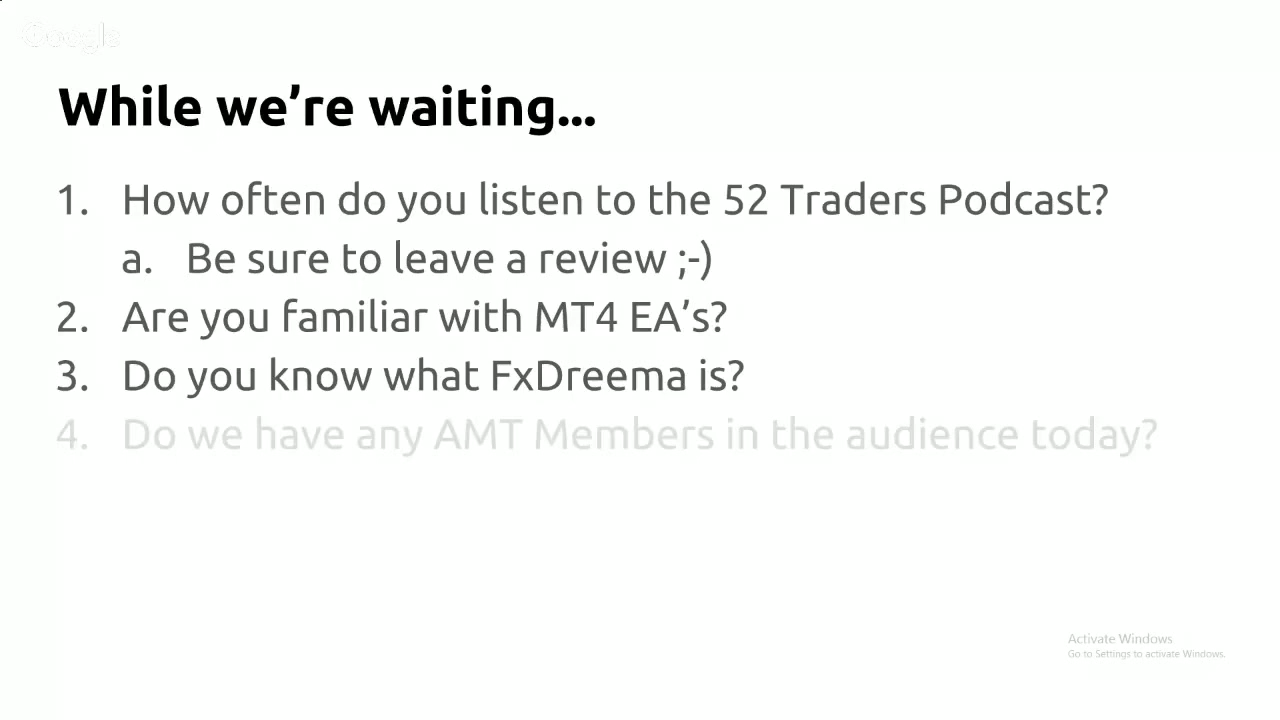 Google
While we’re waiting...
1. How often do you listen to the 52 Traders Podcast?
a. Be sure to leave a review ;-)
2. Are you familiar with MT4 EA’s?
3. Do you know what FxDreema is?
4. Do we have any AMT Members in the audience today?
Activate Windows
Go to Settings to activate Windows.